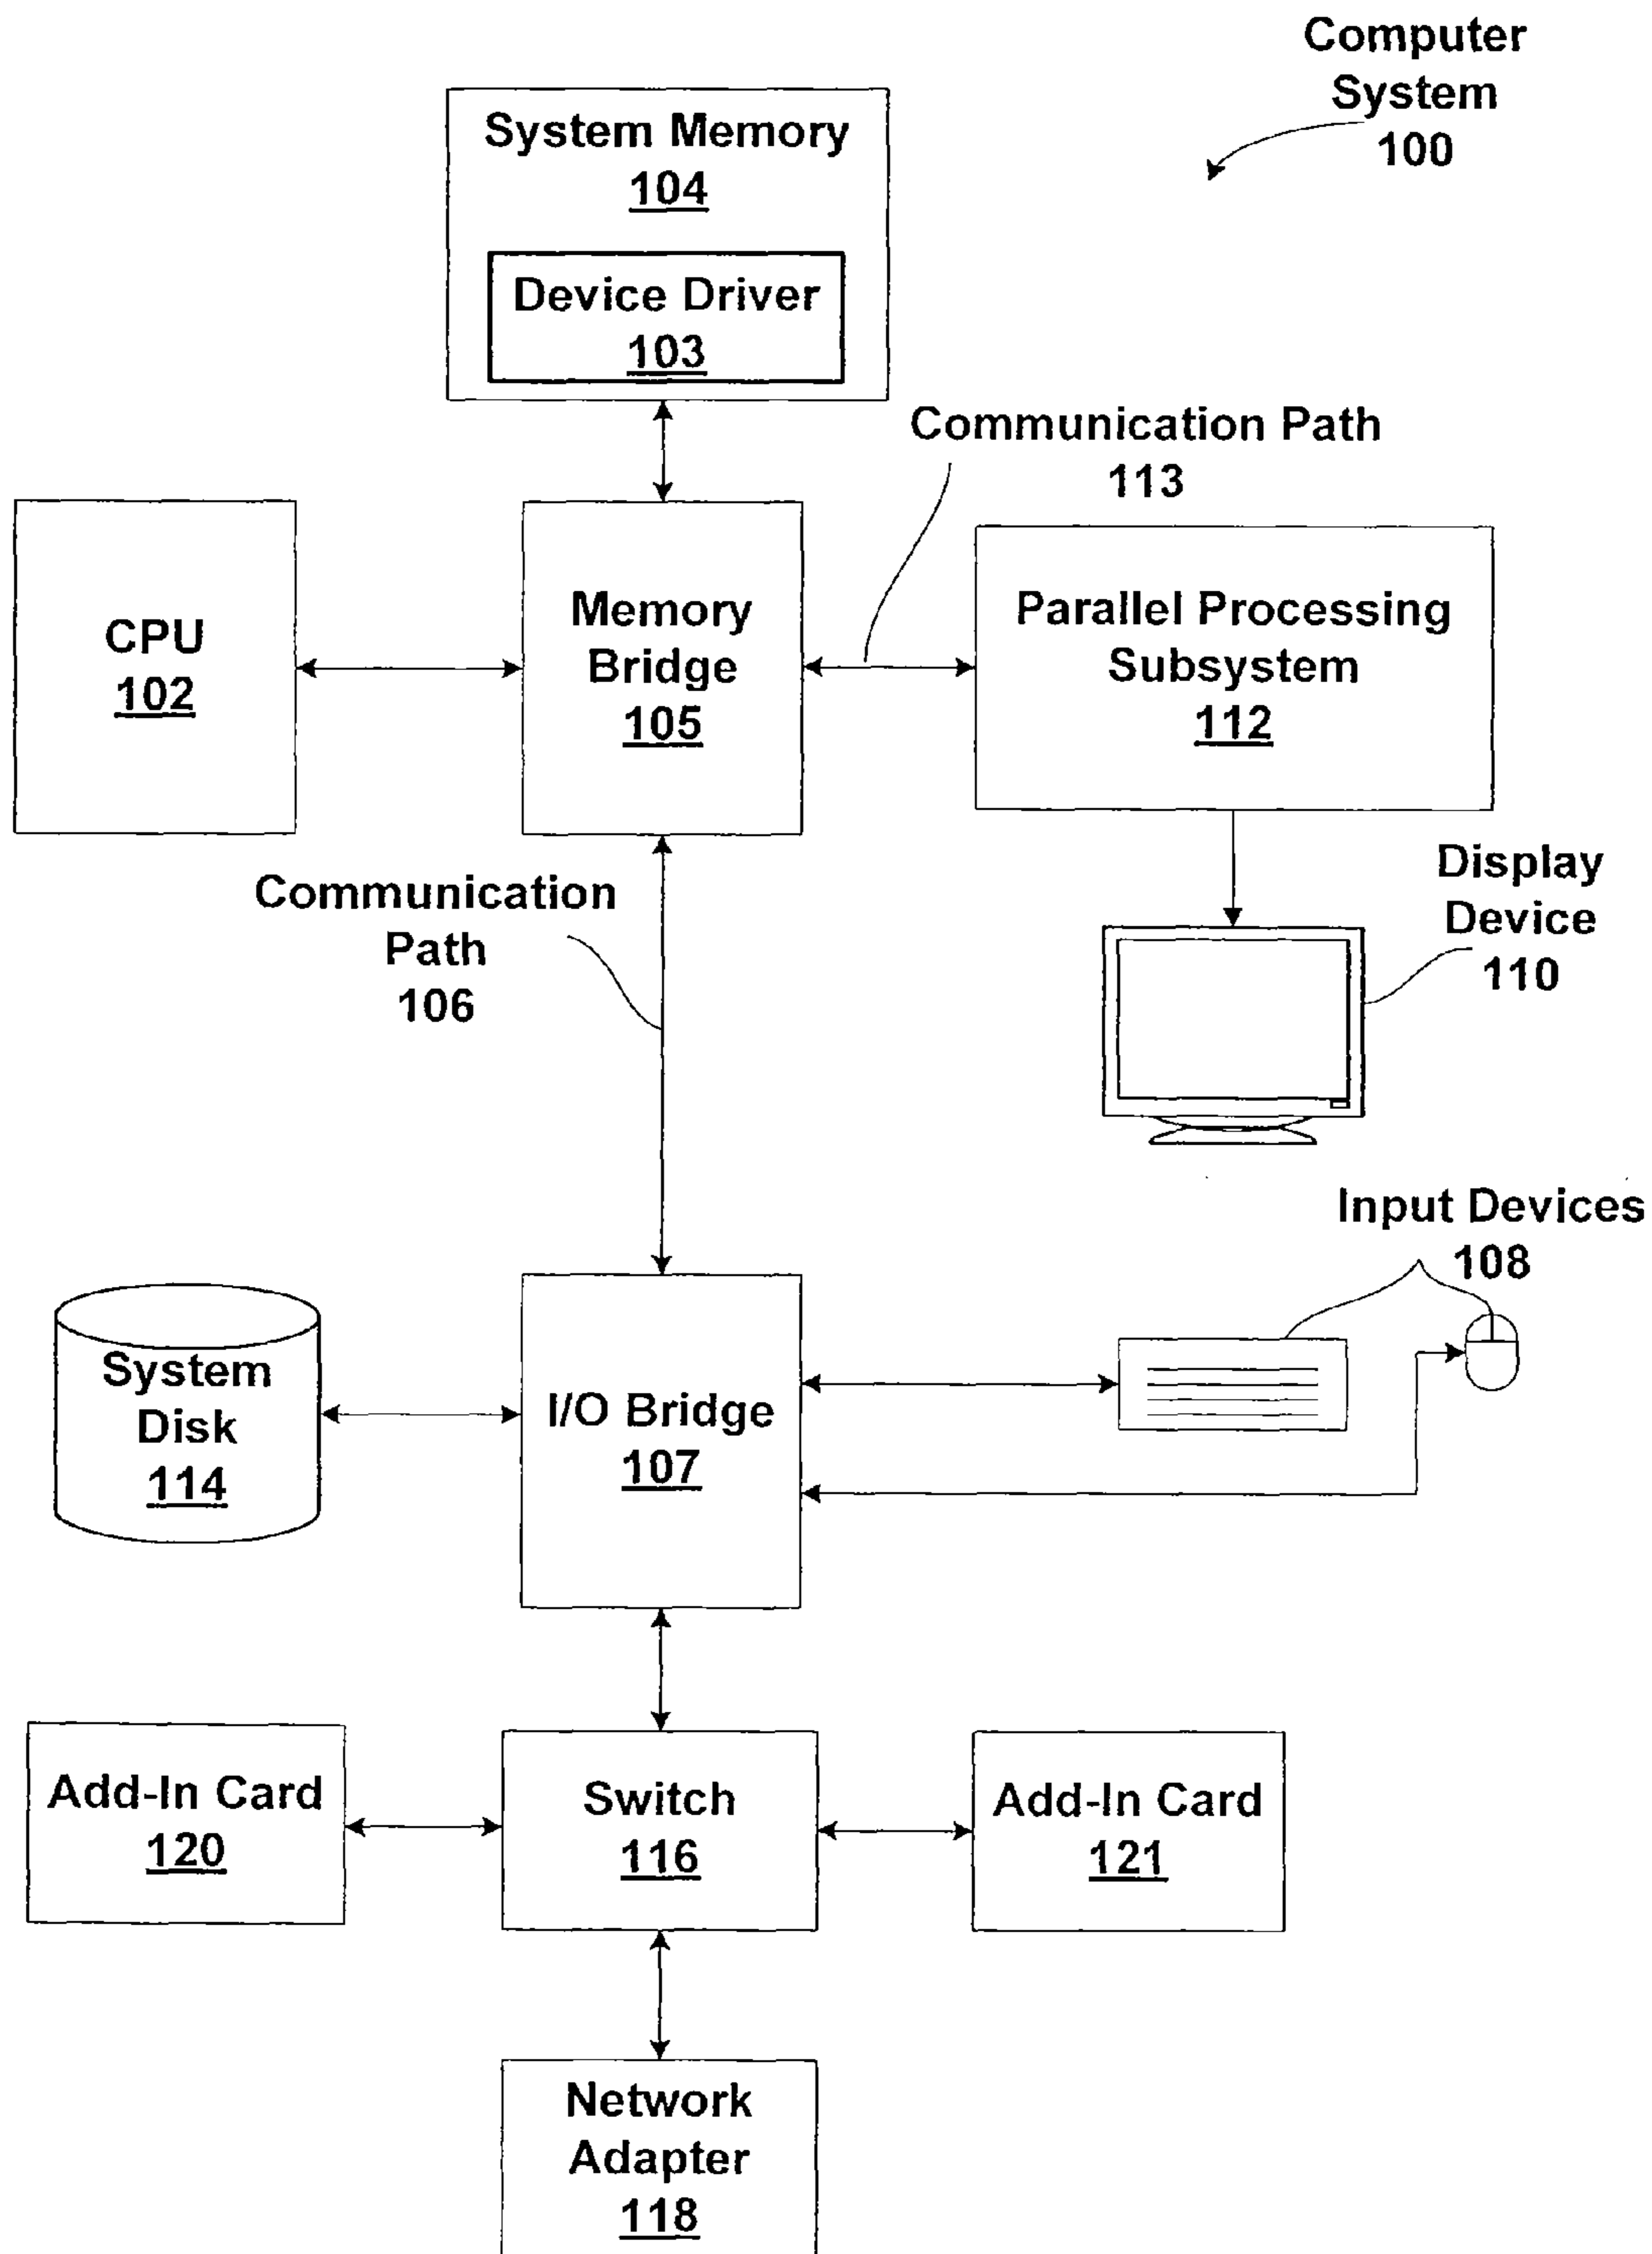 Computer
System
100
System Memory
104
Device Driver
103
Communication Path
113
CPU
102
Memory
Bridge
105
Parallel Processing
Subsystem
112
Communication
Path
106
Display
Device
110
Input Devices
108
System
Disk
114
I/O Bridge
107
Add-In Card
120
Switch
116
Add-In Card
121
Network
Adapter
118